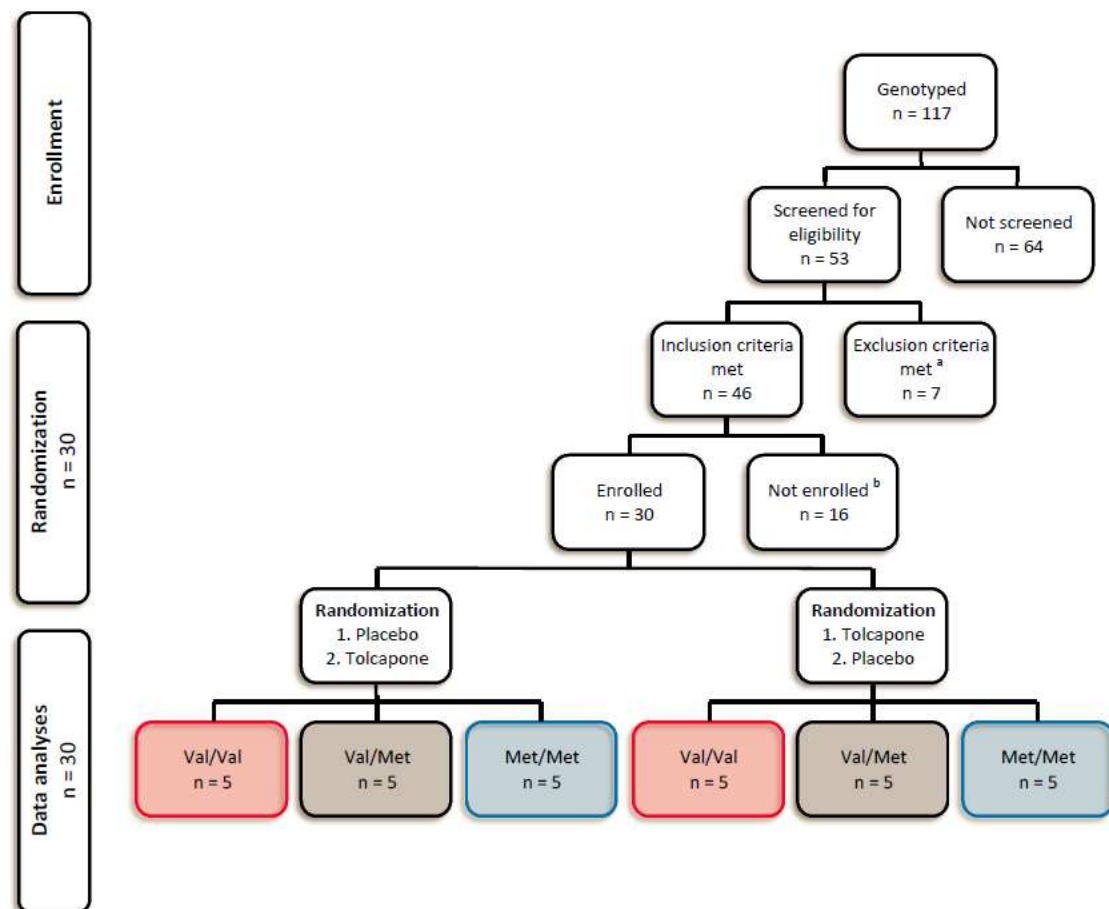 Enrollment
Genotyped
n = 117
Screened for
eligibility
n = 53
Not screened
n = 64
Randomization
n = 30
Inclusion criteria
met
n = 46
Exclusion criteria
met a
n = 7
Enrolled
n = 30
Not enrolled b
n = 16
Randomization
1. Placebo
2. Tolcapone
Randomization
1. Tolcapone
2. Placebo
Data analyses
n = 30
Val/Val
n = 5
Val/Met
n = 5
Met/Met
n = 5
Val/Val
n = 5
Val/Met
n = 5
Met/Met
n = 5